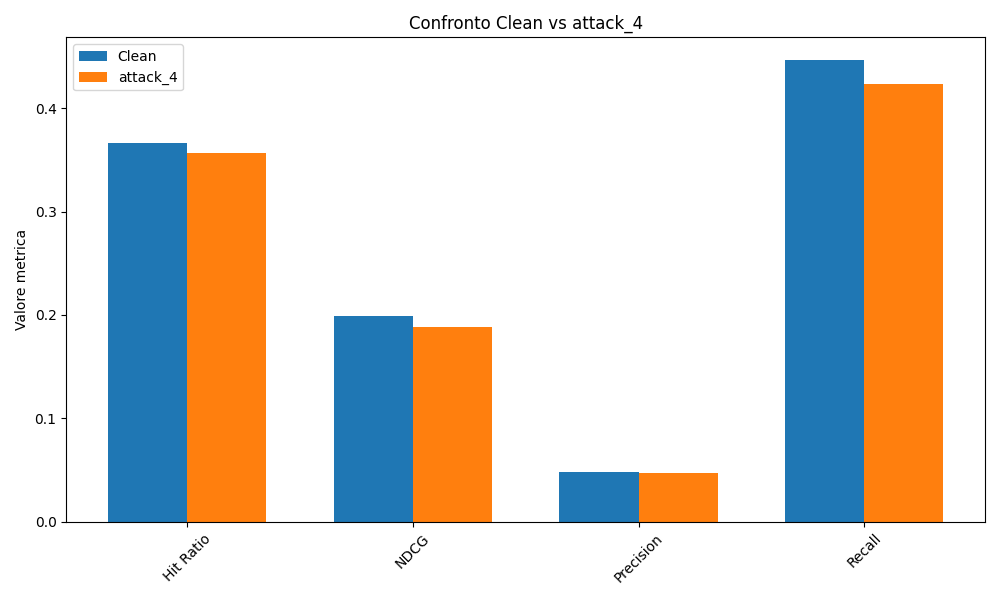 Confronto Clean vs attack_4
Clean
attack_4
Valore metrica
0.4
0.3
0.2
0.1
0.0
Hit Ratio
NDCG
Precision
Recall